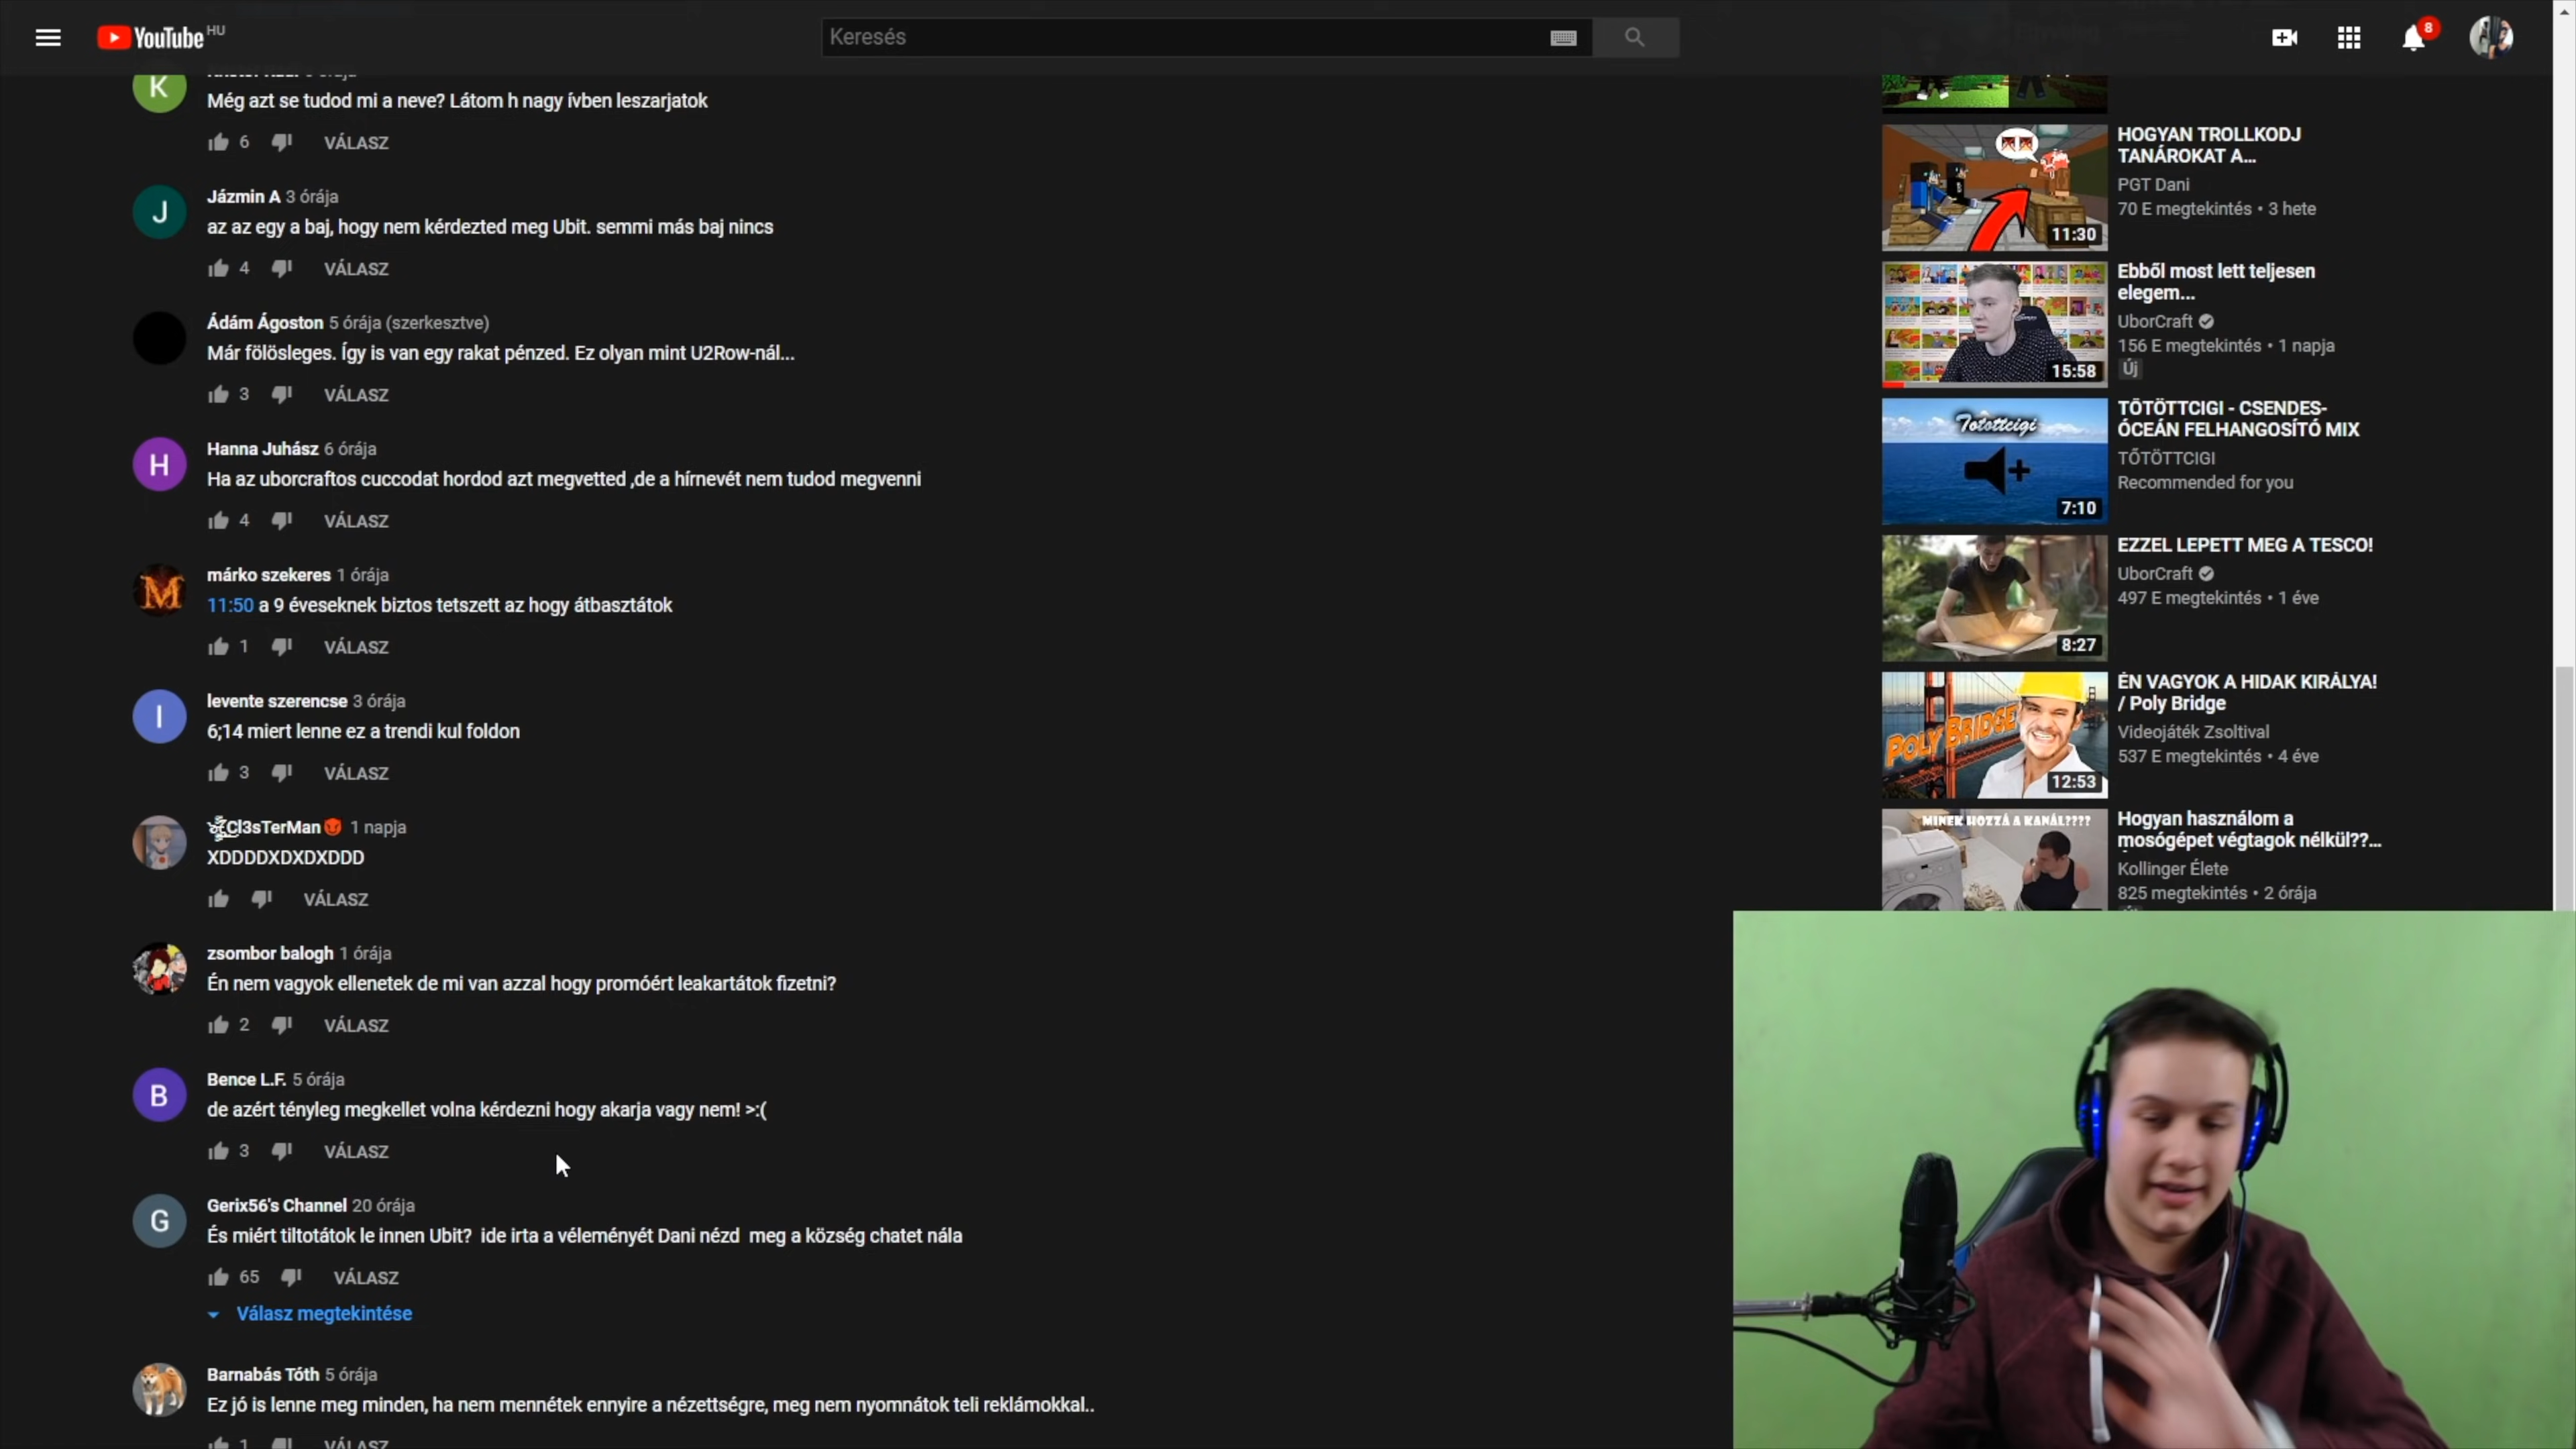 YouTube HU
Keresés
8
K
Még azt se tudod mi a neve? Látom h nagy ívben leszarjatok
6 VÁLASZ
J
Jázmin A 3 órája
az az egy a baj, hogy nem kérdezted meg Ubit. semmi más baj nincs
4 VÁLASZ
Ádám Ágoston 5 órája (szerkesztve)
Már fölösleges. Így is van egy rakat pénzed. Ez olyan mint U2Row-nál...
3 VÁLASZ
H
Hanna Juhász 6 órája
Ha az uborcraftos cuccodat hordod azt megvetted ,de a hírnevét nem tudod megvenni
4 VÁLASZ
M
márko szekeres 1 órája
11:50 a 9 éveseknek biztos tetszett az hogy átbasztátok
1 VÁLASZ
l
levente szerencse 3 órája
6;14 miert lenne ez a trendi kul foldon
3 VÁLASZ
Cl3sTerMan 1 napja
XDDDDXDXDXDDD
VÁLASZ
zsombor balogh 1 órája
Én nem vagyok ellenetek de mi van azzal hogy promóért leakartátok fizetni?
2 VÁLASZ
B
Bence L.F. 5 órája
de azért tényleg megkellet volna kérdezni hogy akarja vagy nem! >:(
3 VÁLASZ
G
Gerix56's Channel 20 órája
És miért tiltotátok le innen Ubit? ide irta a véleményét Dani nézd meg a község chatet nála
65 VÁLASZ
Válasz megtekintése
Barnabás Tóth 5 órája
Ez jó is lenne meg minden, ha nem mennétek ennyire a nézettségre, meg nem nyomnátok teli reklámokkal..
1 VÁLASZ
11:30
HOGYAN TROLLKODJ
TANÁROKAT A...
PGT Dani
70 E megtekintés • 3 hete
15:58
Ebből most lett teljesen
elegem...
UborCraft
156 E megtekintés • 1 napja
Új
Totottcigi
7:10
TŐTÖTTCIGI - CSENDES-
ÓCEÁN FELHANGOSÍTÓ MIX
TŐTÖTTCIGI
Recommended for you
8:27
EZZEL LEPETT MEG A TESCO!
UborCraft
497 E megtekintés • 1 éve
POLY BRIDGE
12:53
ÉN VAGYOK A HIDAK KIRÁLYA!
/ Poly Bridge
Videojáték Zsoltival
537 E megtekintés • 4 éve
MINEK HOZZÁ A KANÁL????
Hogyan használom a
mosógépet végtagok nélkül??...
Kollinger Élete
825 megtekintés • 2 órája